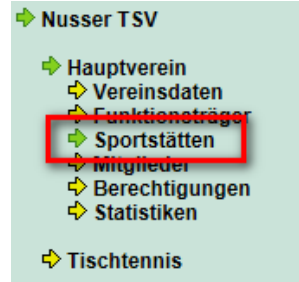 Nusser TSV
Hauptverein
Vereinsdaten
Funktionsträger
Sportstätten
Mitglieder
Berechtigungen
Statistiken
Tischtennis